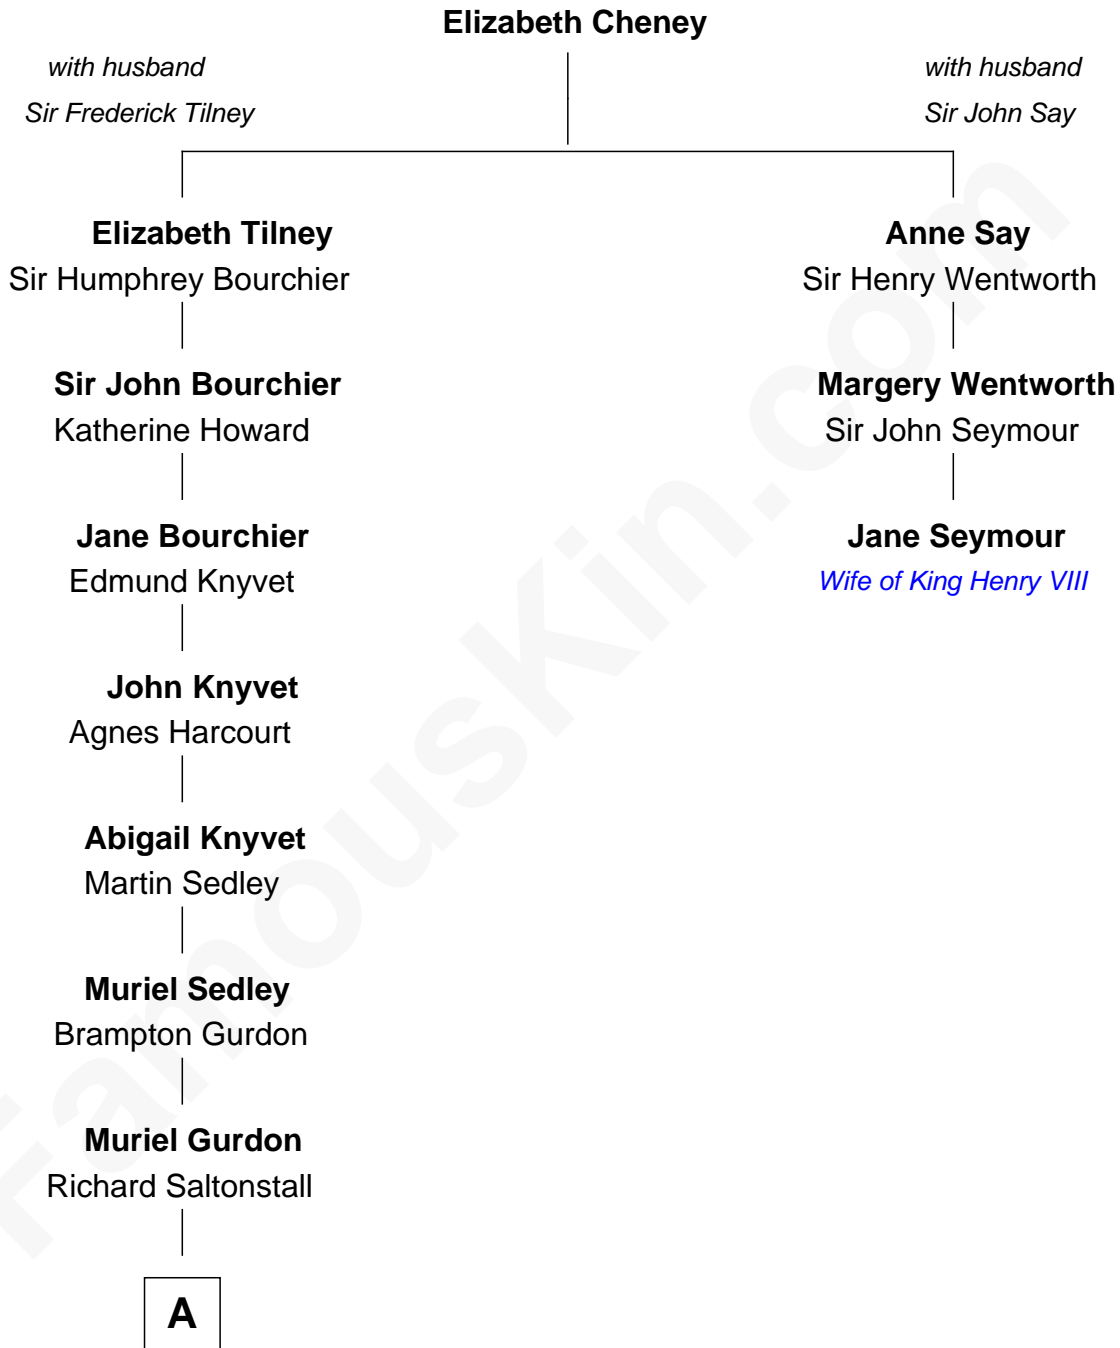 Elizabeth Cheney
with husband
Sir Frederick Tilney
with husband
Sir John Say
Elizabeth Tilney
Sir Humphrey Bourchier
Anne Say
Sir Henry Wentworth
Sir John Bourchier
Katherine Howard
Margery Wentworth
Sir John Seymour
Jane Bourchier
Edmund Knyvet
Jane Seymour
Wife of King Henry VIII
John Knyvet
Agnes Harcourt
Abigail Knyvet
Martin Sedley
Muriel Sedley
Brampton Gurdon
Muriel Gurdon
Richard Saltonstall
A
FamousKin.com